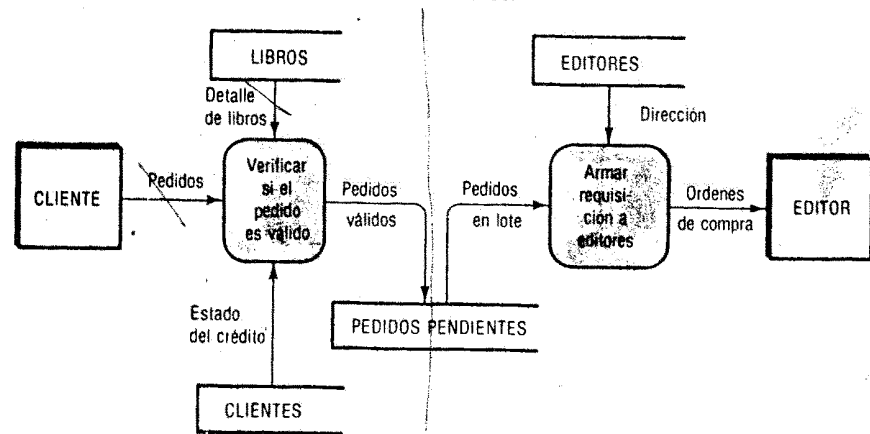 LIBROS
EDITORES
Detalle
de libros
Dirección
CLIENTE
Pedidos
Verificar
si el
pedido
es válido
Pedidos
válidos
Pedidos
en lote
Armar
requisi-
ción a
editores
Ordenes
de compra
EDITOR
Estado
del crédito
PEDIDOS PENDIENTES
CLIENTES